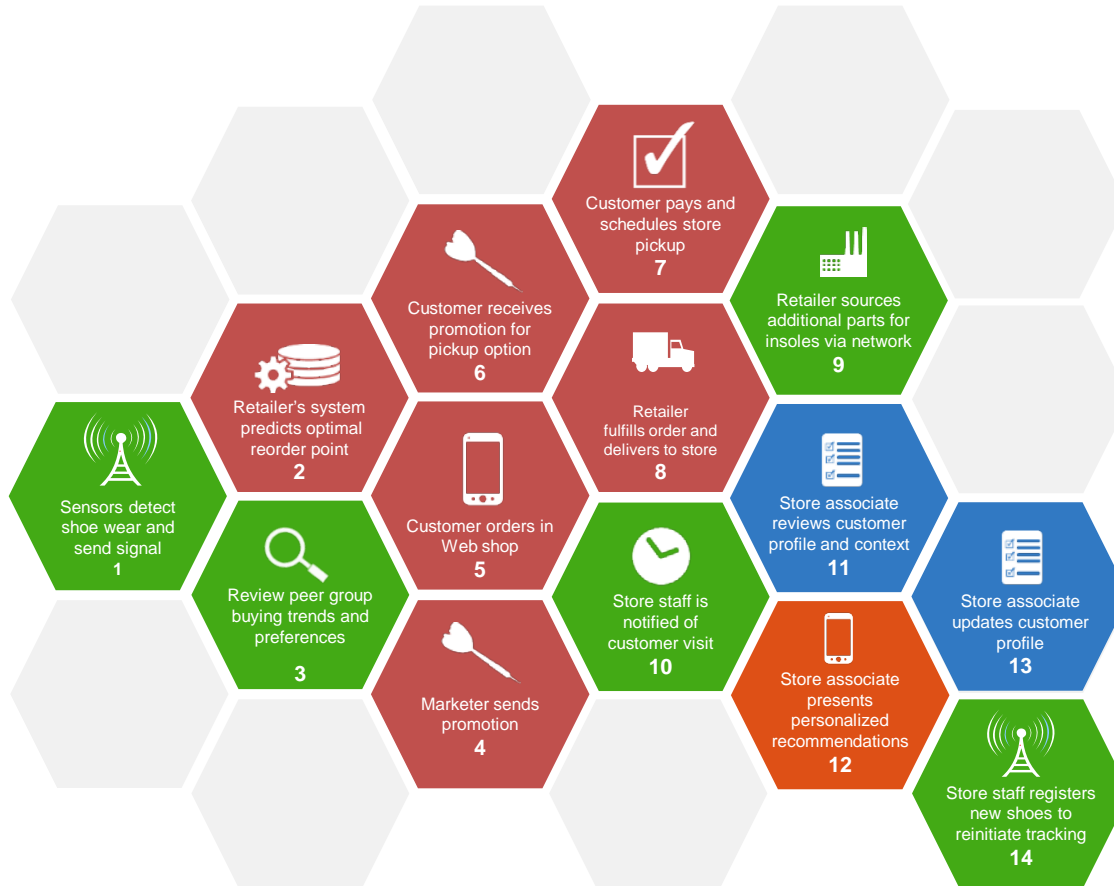 Sensors detect
shoe wear and
send signal
1
Retailer’s system
predicts optimal
reorder point
2
Review peer group
buying trends and
preferences
3
Marketer sends
promotion
4
Customer orders in
Web shop
5
Customer receives
promotion for
pickup option
6
Customer pays and
schedules store
pickup
7
Retailer
fulfills order and
delivers to store
8
Retailer sources
additional parts for
insoles via network
9
Store staff is
notified of
customer visit
10
Store associate
reviews customer
profile and context
11
Store associate
presents
personalized
recommendations
12
Store associate
updates customer
profile
13
Store staff registers
new shoes to
reinitiate tracking
14